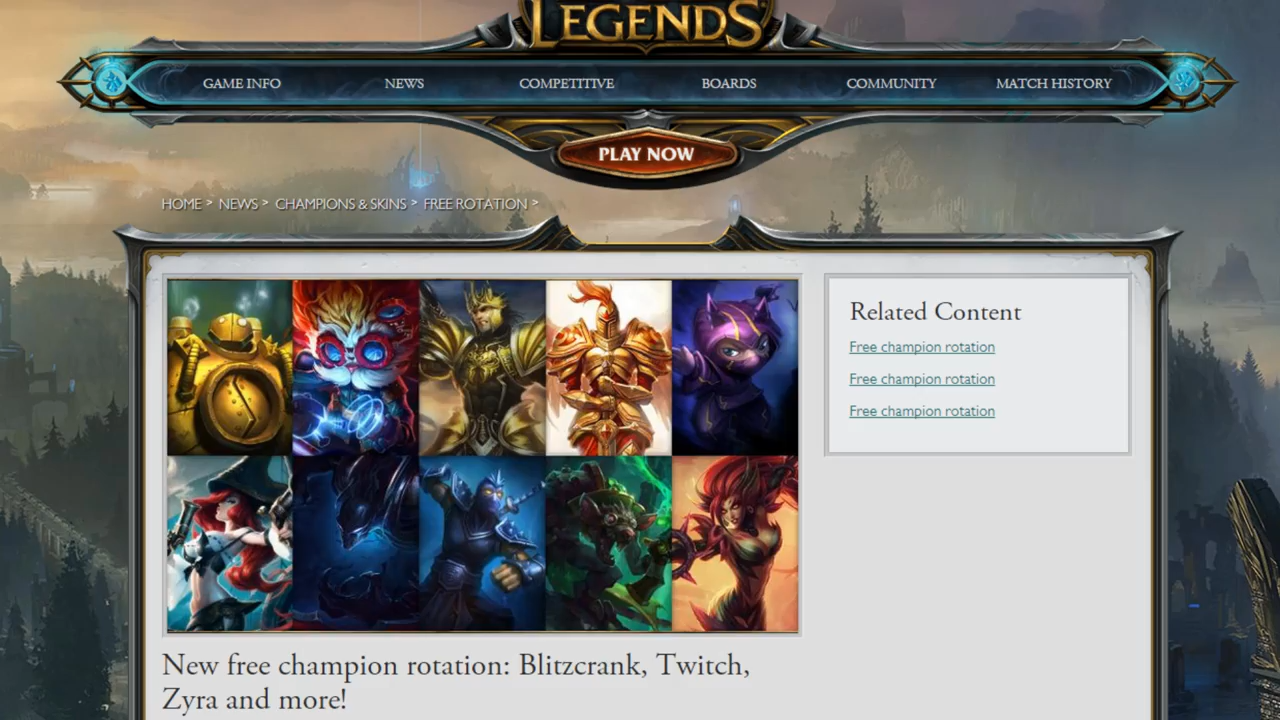 LEGENDS
GAME INFO NEWS COMPETITIVE BOARDS COMMUNITY MATCH HISTORY
PLAY NOW
HOME > NEWS > CHAMPIONS & SKINS > FREE ROTATION >
Related Content
Free champion rotation
Free champion rotation
Free champion rotation
New free champion rotation: Blitzcrank, Twitch,
Zyra and more!